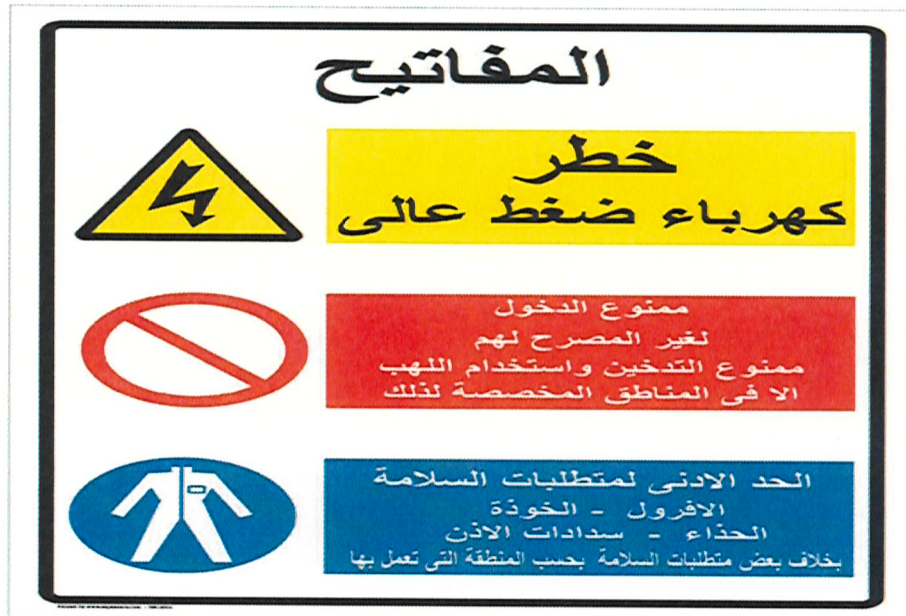 المفاتيح
خطر
كهرباء ضغط عالى
ممنوع الدخول
لغير المصرح لهم
ممنوع التدخين واستخدام اللهب
الا فى المناطق المخصصة لذلك
الحد الادنى لمتطلبات السلامة
الافرول - الخوذة
الحذاء - سدادات الاذن
بخلاف بعض متطلبات السلامة بحسب المنطقة التى تعمل بها